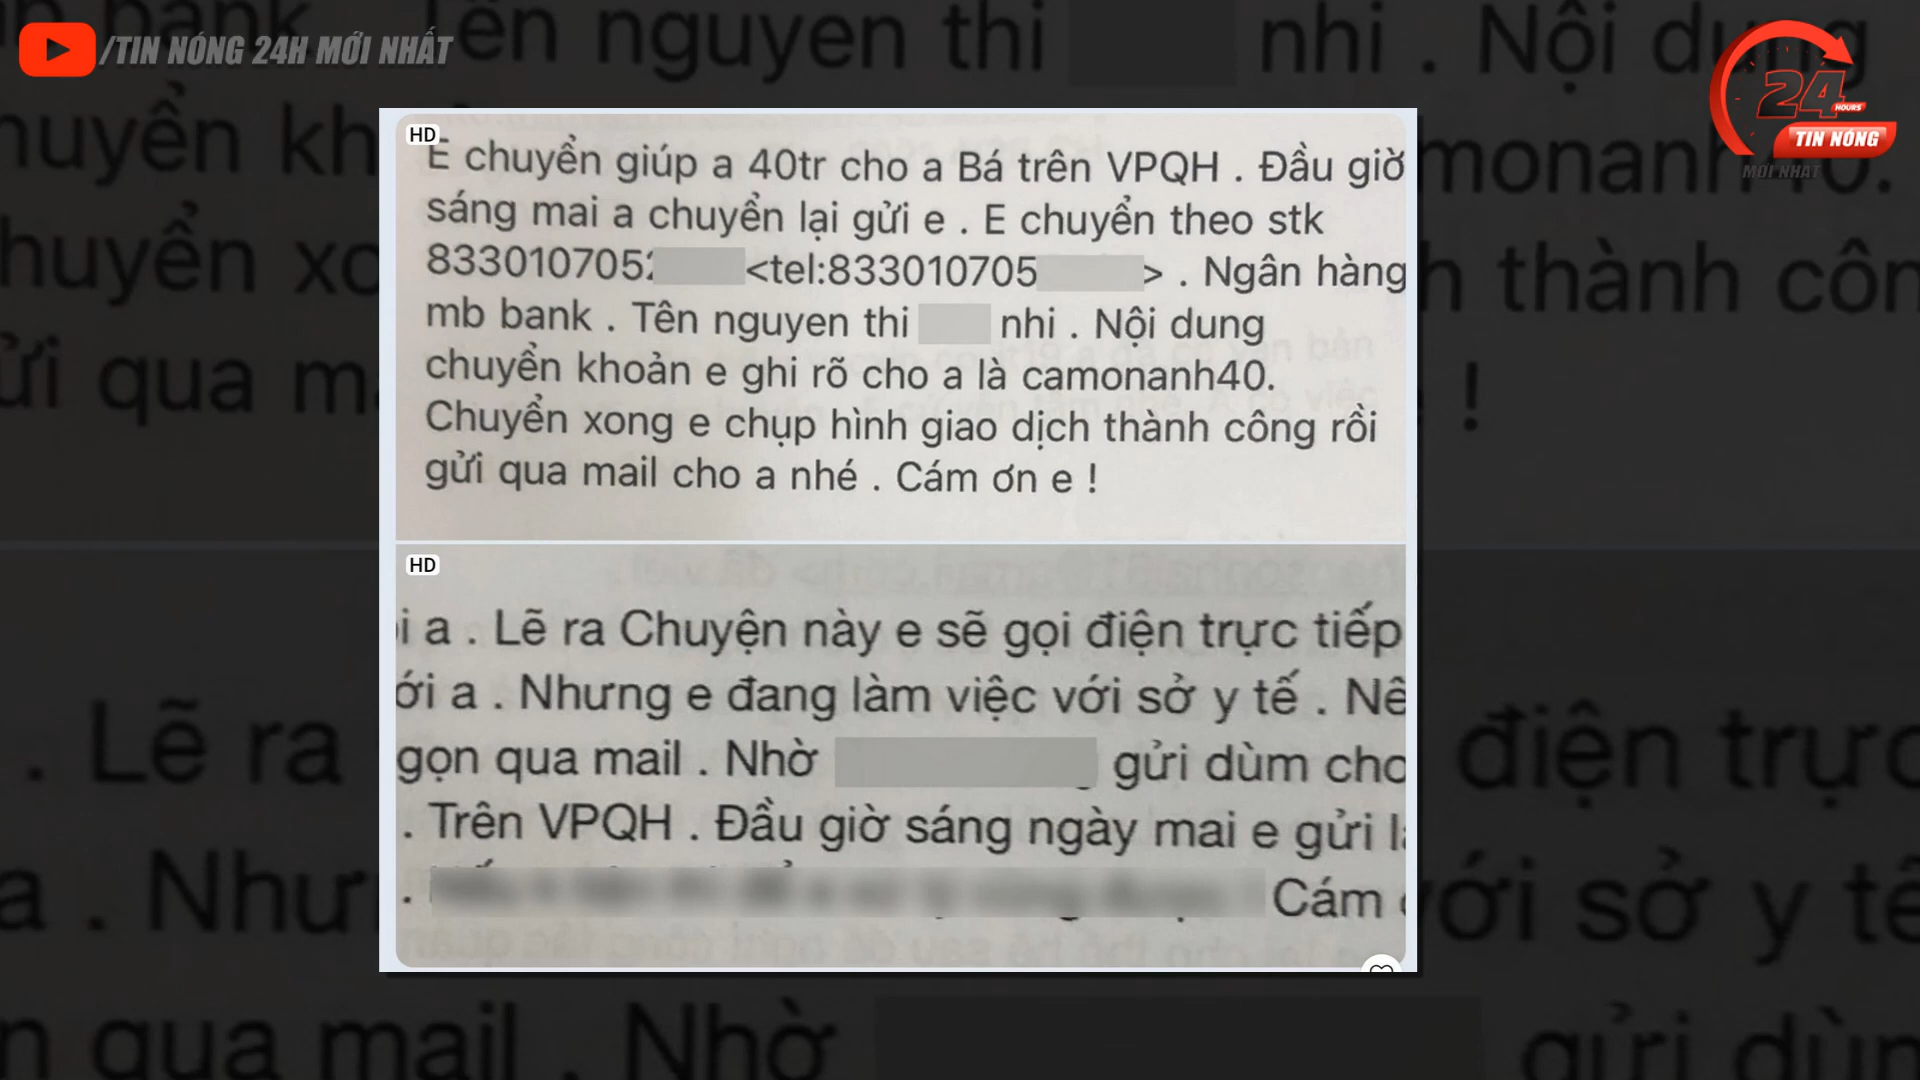 /TIN NÓNG 24H MỚI NHẤT
24
HOURS
TIN NÓNG
MỚI NHẤT
HD
E chuyển giúp a 40tr cho a Bá trên VPQH . Đầu giờ
sáng mai a chuyển lại gửi e . E chuyển theo stk
833010705 <tel:833010705 > . Ngân hàng
mb bank . Tên nguyen thi nhi . Nội dung
chuyển khoản e ghi rõ cho a là camonanh40.
Chuyển xong e chụp hình giao dịch thành công rồi
gửi qua mail cho a nhé . Cám ơn e !
HD
i a . Lẽ ra Chuyện này e sẽ gọi điện trực tiếp
ới a . Nhưng e đang làm việc với sở y tế . Nê
gọn qua mail . Nhờ gửi dùm cho
. Trên VPQH . Đầu giờ sáng ngày mai e gửi l
. Cám